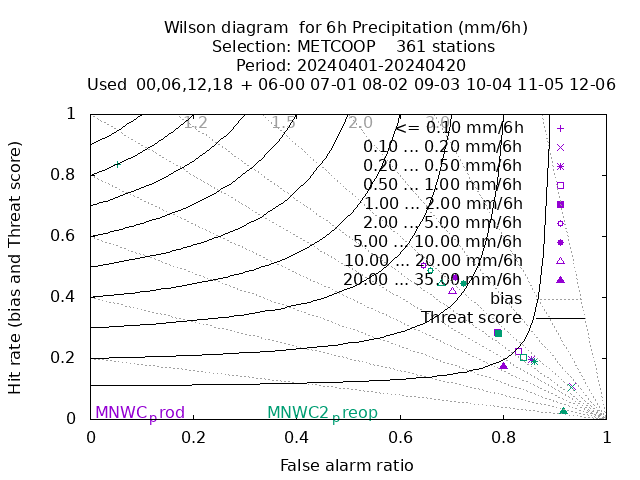 Wilson diagram  for 6h Precipitation (mm/6h)
Selection: METCOOP    361 stations
Period: 20240401-20240420
Used  00,06,12,18  + 06-00 07-01 08-02 09-03 10-04 11-05 12-06
1
1.2
1.5
2.0
3.0
<= 0.10 mm/6h
0.10 ... 0.20 mm/6h
0.20 ... 0.50 mm/6h
0.50 ... 1.00 mm/6h
1.00 ... 2.00 mm/6h
2.00 ... 5.00 mm/6h
5.00 ... 10.00 mm/6h
10.00 ... 20.00 mm/6h
20.00 ... 35.00 mm/6h
bias
Threat score
0.8
0.6
0.4
0.2
0
Hit rate (bias and Threat score)
MNWC_prod
MNWC2_preop
0
0.2
0.4
0.6
0.8
1
False alarm ratio